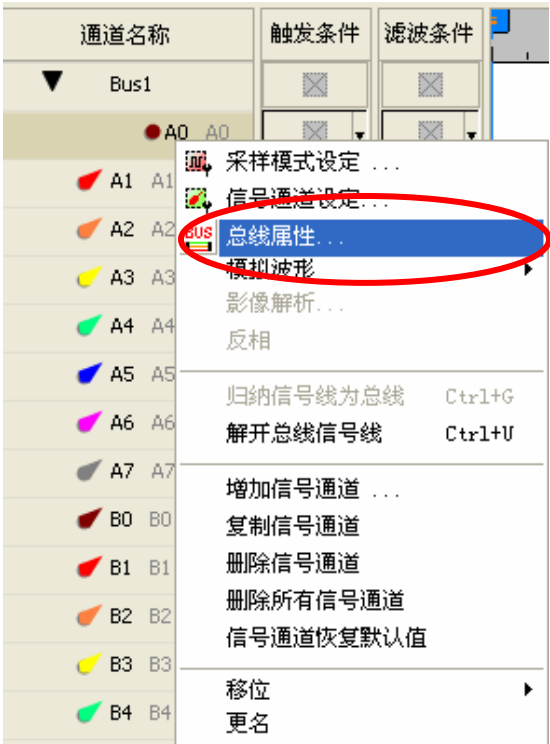 通道名称 触发条件 滤波条件
Bus1
A0 A0
采样模式设定 ...
A1 A1
信号通道设定...
A2 A2
BUS 总线属性...
模拟波形
A3 A3
影像解析...
A4 A4
反相
A5 A5
归纳信号线为总线 Ctrl+G
A6 A6
解开总线信号线 Ctrl+U
A7 A7
增加信号通道 ...
B0 B0
复制信号通道
B1 B1
删除信号通道
删除所有信号通道
B2 B2
信号通道恢复默认值
B3 B3
移位
B4 B4
更名